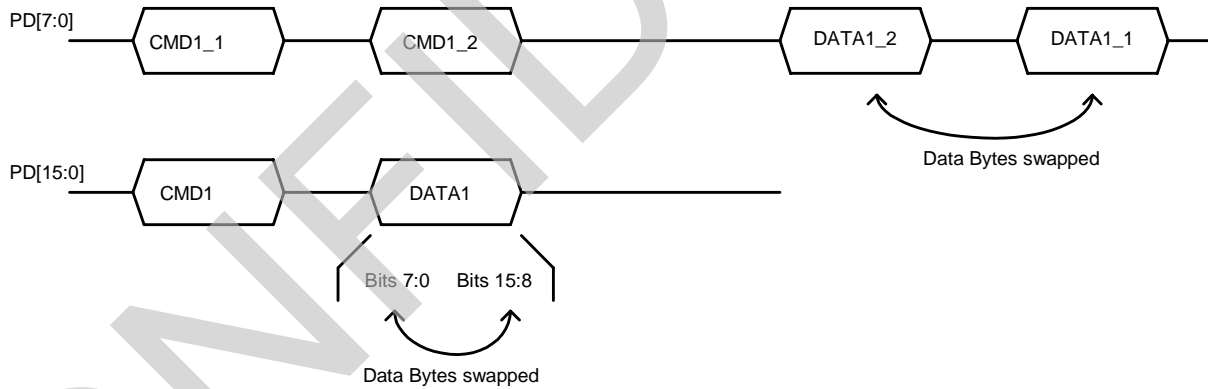 PD[7:0]
CMD1_1 CMD1_2 DATA1_2 DATA1_1
Data Bytes swapped
PD[15:0]
CMD1 DATA1
Bits 7:0 Bits 15:8
Data Bytes swapped